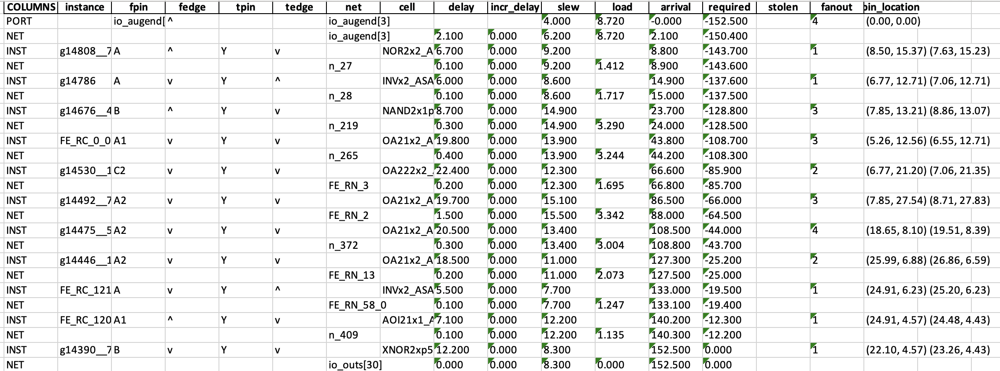 COLUMNS instance fpin fedge tpin tedge net cell delay incr_delay slew load arrival required stolen fanout pin_location
PORT io_augend[ ^ io_augend[3] 4.000 8.720 -0.000 -152.500 4 (0.00, 0.00)
NET io_augend[3] 2.100 0.000 6.200 8.720 2.100 -150.400
INST g14808__7 A ^ Y v NOR2x2_A 6.700 0.000 9.200 8.800 -143.700 1 (8.50, 15.37) (7.63, 15.23)
NET n_27 0.100 0.000 9.200 1.412 8.900 -143.600
INST g14786 A v Y ^ INVx2_ASA 6.000 0.000 8.600 14.900 -137.600 1 (6.77, 12.71) (7.06, 12.71)
NET n_28 0.100 0.000 8.600 1.717 15.000 -137.500
INST g14676__4 B ^ Y v NAND2x1p 8.700 0.000 14.900 23.700 -128.800 3 (7.85, 13.21) (8.86, 13.07)
NET n_219 0.300 0.000 14.900 3.290 24.000 -128.500
INST FE_RC_0_0 A1 v Y v OA21x2_A 19.800 0.000 13.900 43.800 -108.700 3 (5.26, 12.56) (6.55, 12.71)
NET n_265 0.400 0.000 13.900 3.244 44.200 -108.300
INST g14530__1 C2 v Y v OA222x2_ 22.400 0.000 12.300 66.600 -85.900 2 (6.77, 21.20) (7.06, 21.35)
NET FE_RN_3 0.200 0.000 12.300 1.695 66.800 -85.700
INST g14492__7 A2 v Y v OA21x2_A 19.700 0.000 15.100 86.500 -66.000 3 (7.85, 27.54) (8.71, 27.83)
NET FE_RN_2 1.500 0.000 15.500 3.342 88.000 -64.500
INST g14475__5 A2 v Y v OA21x2_A 20.500 0.000 13.400 108.500 -44.000 4 (18.65, 8.10) (19.51, 8.39)
NET n_372 0.300 0.000 13.400 3.004 108.800 -43.700
INST g14446__1 A2 v Y v OA21x2_A 18.500 0.000 11.000 127.300 -25.200 2 (25.99, 6.88) (26.86, 6.59)
NET FE_RN_13 0.200 0.000 11.000 2.073 127.500 -25.000
INST FE_RC_121 A v Y ^ INVx2_ASA 5.500 0.000 7.700 133.000 -19.500 1 (24.91, 6.23) (25.20, 6.23)
NET FE_RN_58_0 0.100 0.000 7.700 1.247 133.100 -19.400
INST FE_RC_120 A1 ^ Y v AOI21x1_A 7.100 0.000 12.200 140.200 -12.300 1 (24.91, 4.57) (24.48, 4.43)
NET n_409 0.100 0.000 12.200 1.135 140.300 -12.200
INST g14390__7 B v Y v XNOR2xp5 12.200 0.000 8.300 152.500 0.000 1 (22.10, 4.57) (23.26, 4.43)
NET io_outs[30] 0.000 0.000 8.300 0.000 152.500 0.000